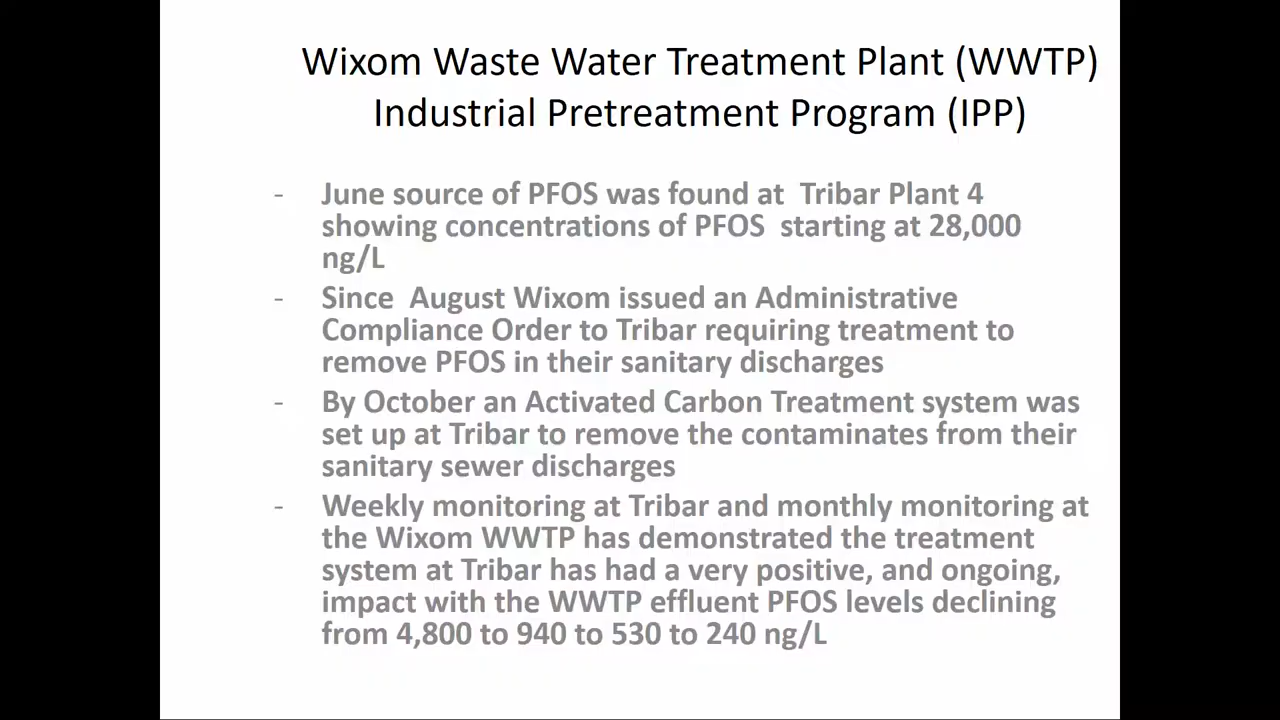 Wixom Waste Water Treatment Plant (WWTP)
Industrial Pretreatment Program (IPP)
- June source of PFOS was found at Tribar Plant 4
showing concentrations of PFOS starting at 28,000
ng/L
- Since August Wixom issued an Administrative
Compliance Order to Tribar requiring treatment to
remove PFOS in their sanitary discharges
- By October an Activated Carbon Treatment system was
set up at Tribar to remove the contaminates from their
sanitary sewer discharges
- Weekly monitoring at Tribar and monthly monitoring at
the Wixom WWTP has demonstrated the treatment
system at Tribar has had a very positive, and ongoing,
impact with the WWTP effluent PFOS levels declining
from 4,800 to 940 to 530 to 240 ng/L